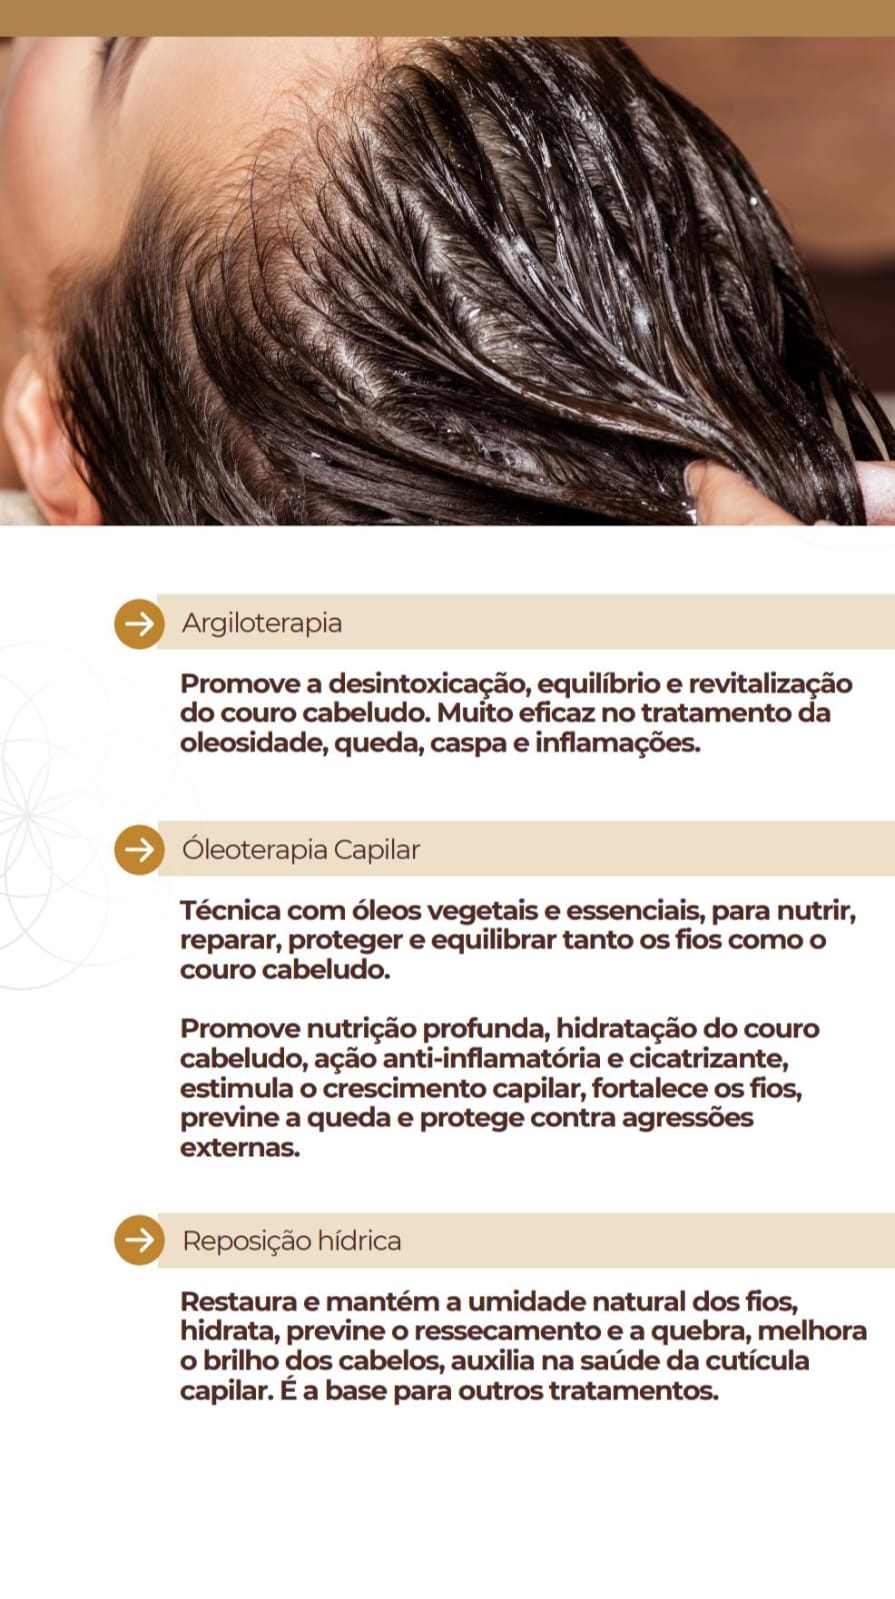 Argiloterapia
Promove a desintoxicação, equilíbrio e revitalização
do couro cabeludo. Muito eficaz no tratamento da
oleosidade, queda, caspa e inflamações.
Óleoterapia Capilar
Técnica com óleos vegetais e essenciais, para nutrir,
reparar, proteger e equilibrar tanto os fios como o
couro cabeludo.
Promove nutrição profunda, hidratação do couro
cabeludo, ação anti-inflamatória e cicatrizante,
estimula o crescimento capilar, fortalece os fios,
previne a queda e protege contra agressões
externas.
Reposição hídrica
Restaura e mantém a umidade natural dos fios,
hidrata, previne o ressecamento e a quebra, melhora
o brilho dos cabelos, auxilia na saúde da cutícula
capilar. É a base para outros tratamentos.